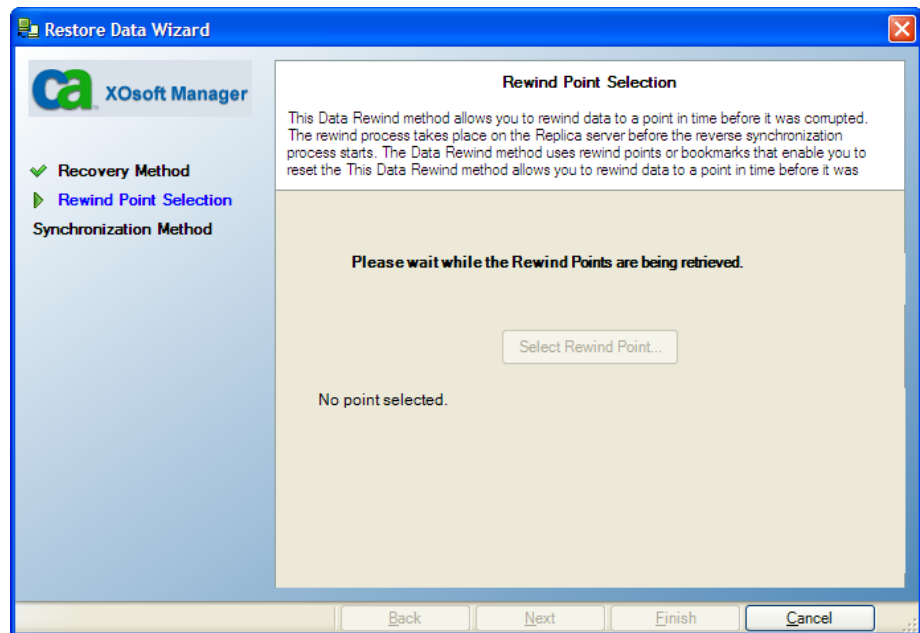 Restore Data Wizard
ca
XOsoft Manager
Recovery Method
Rewind Point Selection
Synchronization Method
Rewind Point Selection
This Data Rewind method allows you to rewind data to a point in time before it was corrupted.
The rewind process takes place on the Replica server before the reverse synchronization
process starts. The Data Rewind method uses rewind points or bookmarks that enable you to
reset the This Data Rewind method allows you to rewind data to a point in time before it was
Please wait while the Rewind Points are being retrieved.
Select Rewind Point...
No point selected.
Back
Next
Finish
Cancel